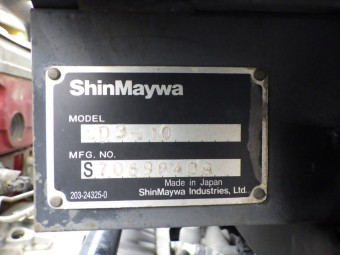 ShinMaywa
MODEL
MFG. NO.
Made in Japan
203-24325-0
ShinMaywa Industries, Ltd.